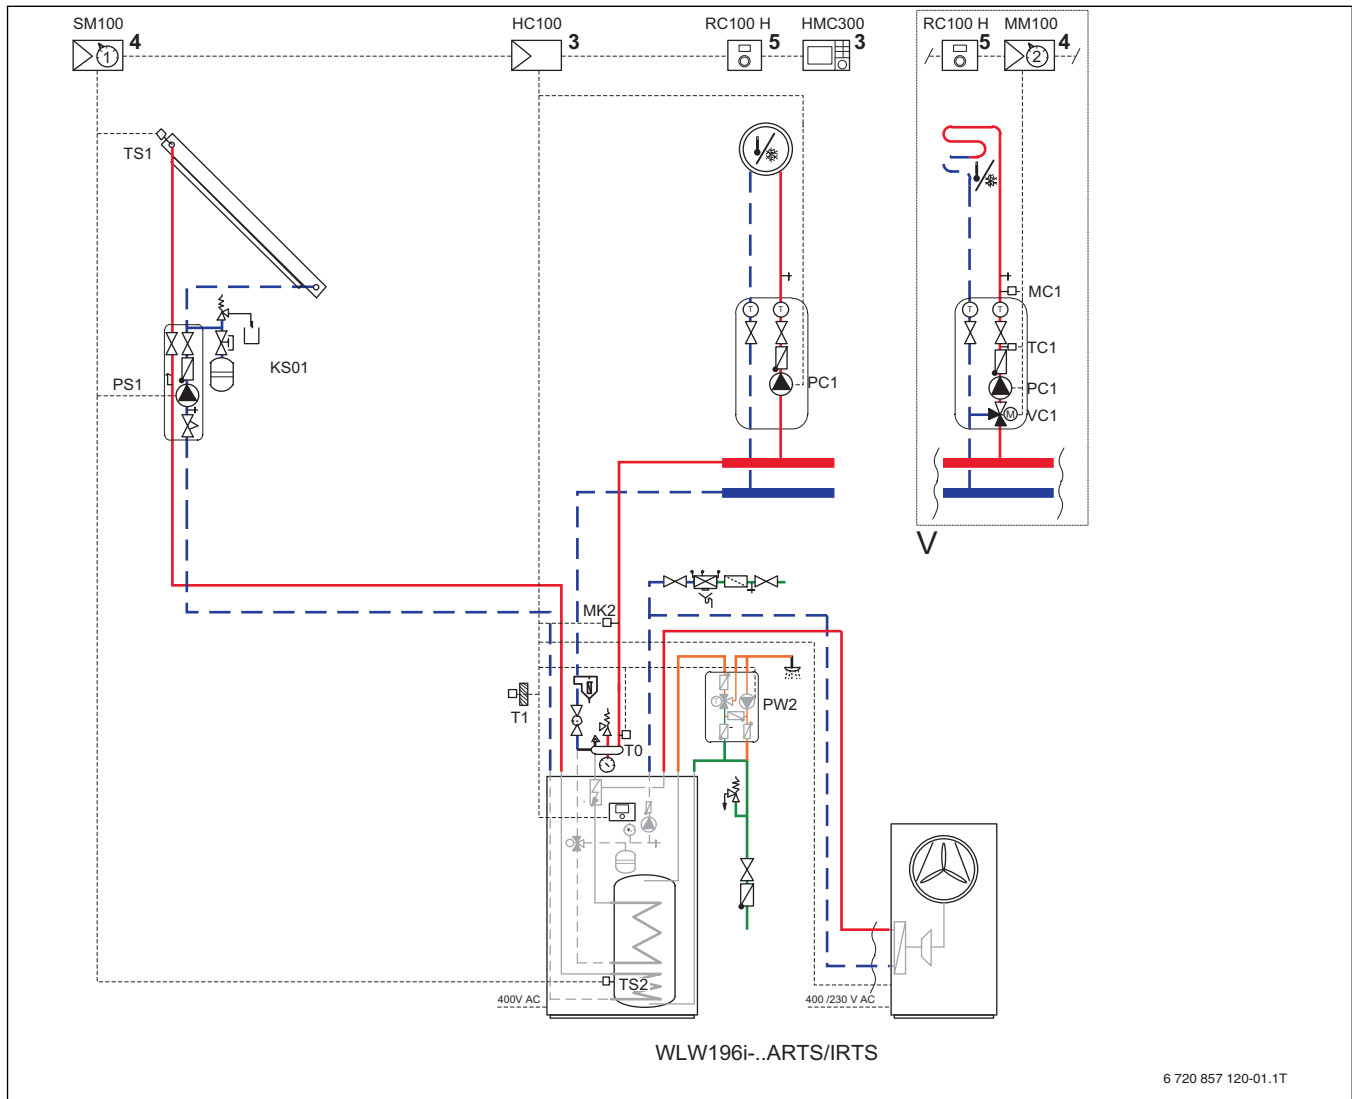 SM100
4
HC100
3
RC100 H
5
HMC300
3
RC100 H
5
MM100
4
1
2
TS1
T
T
T
T
MC1
TC1
KS01
PS1
PC1
PC1
M
VC1
V
MK2
T1
PW2
T0
TS2
400V AC
400 /230 V AC
WLW196i-..ARTS/IRTS
6 720 857 120-01.1T